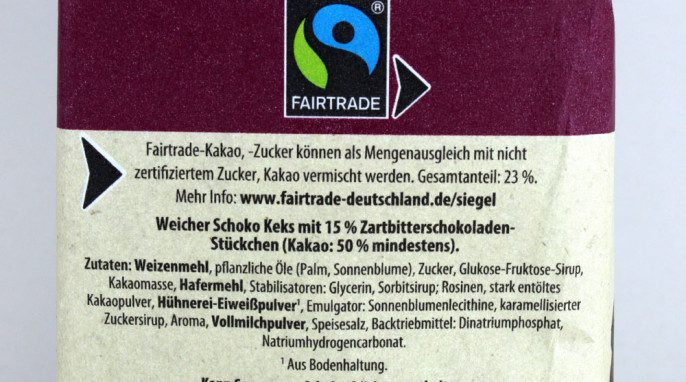 ®
FAIRTRADE
Fairtrade-Kakao, -Zucker können als Mengenausgleich mit nicht
zertifiziertem Zucker, Kakao vermischt werden. Gesamtanteil: 23 %.
Mehr Info: www.fairtrade-deutschland.de/siegel
Weicher Schoko Keks mit 15 % Zartbitterschokoladen-
Stückchen (Kakao: 50 % mindestens).
Zutaten: Weizenmehl, pflanzliche Öle (Palm, Sonnenblume), Zucker, Glukose-Fruktose-Sirup,
Kakaomasse, Hafermehl, Stabilisatoren: Glycerin, Sorbitsirup; Rosinen, stark entöltes
Kakaopulver, Hühnerei-Eiweißpulver¹, Emulgator: Sonnenblumenlecithine, karamellisierter
Zuckersirup, Aroma, Vollmilchpulver, Speisesalz, Backtriebmittel: Dinatriumphosphat,
Natriumhydrogencarbonat.
¹ Aus Bodenhaltung.